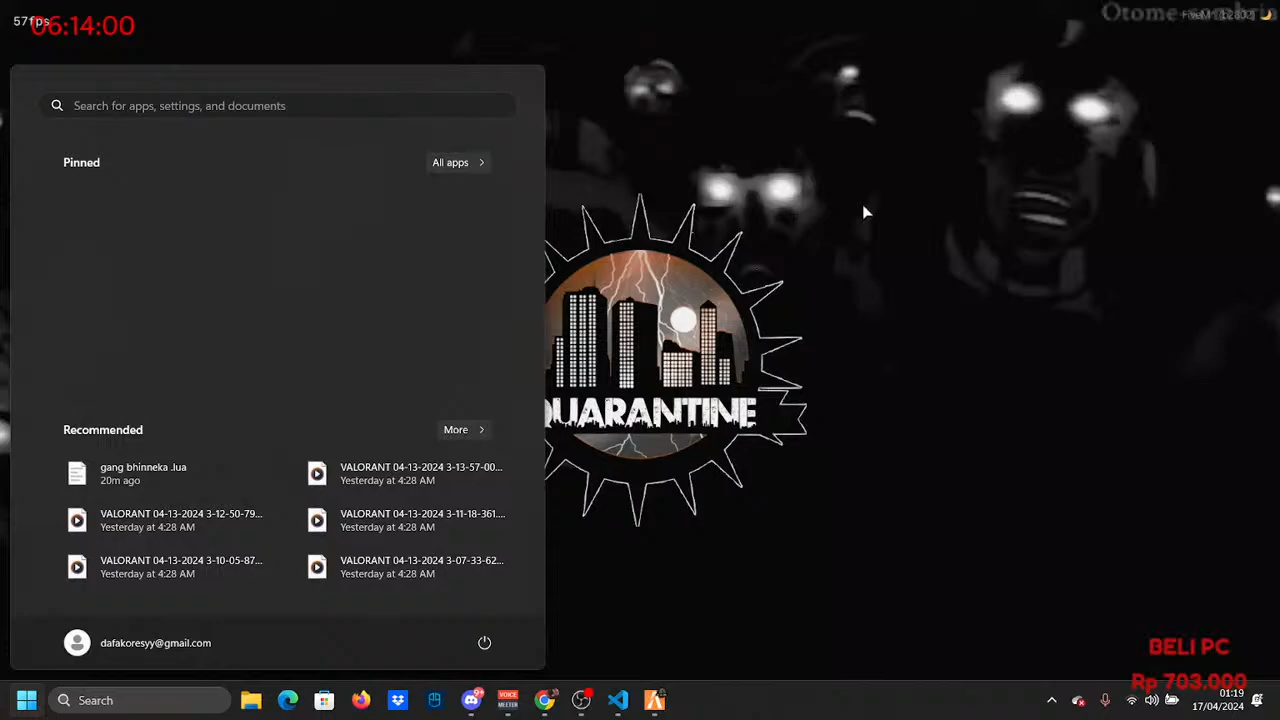 57fps
06:14:00
Otome
FiveM
Search for apps, settings, and documents
Pinned
All apps
Recommended
More
gang bhinneka .lua
20m ago
VALORANT 04-13-2024 3-13-57-00...
Yesterday at 4:28 AM
VALORANT 04-13-2024 3-12-50-79...
Yesterday at 4:28 AM
VALORANT 04-13-2024 3-11-18-361....
Yesterday at 4:28 AM
VALORANT 04-13-2024 3-10-05-87...
Yesterday at 4:28 AM
VALORANT 04-13-2024 3-07-33-62...
Yesterday at 4:28 AM
QUARANTINE
dafakoresyy@gmail.com
BELI PC
Rp 703,000
Search
9+
VOICE
MEETER
01:19
17/04/2024